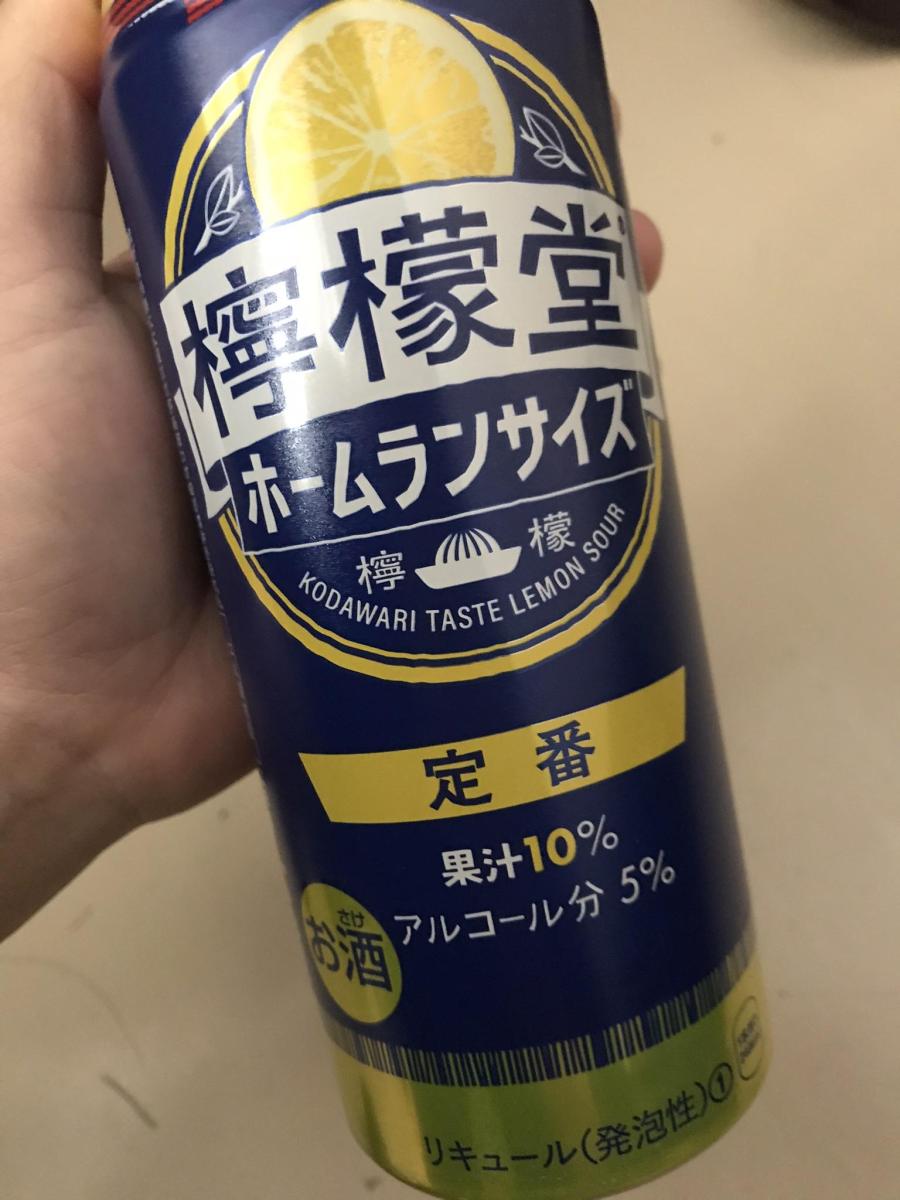 檸檬堂
ホームランサイズ
檸檬
KODAWARI TASTE LEMON SOUR
定番
果汁10%
アルコール分 5%
さけ
お酒
リキュール(発泡性)①